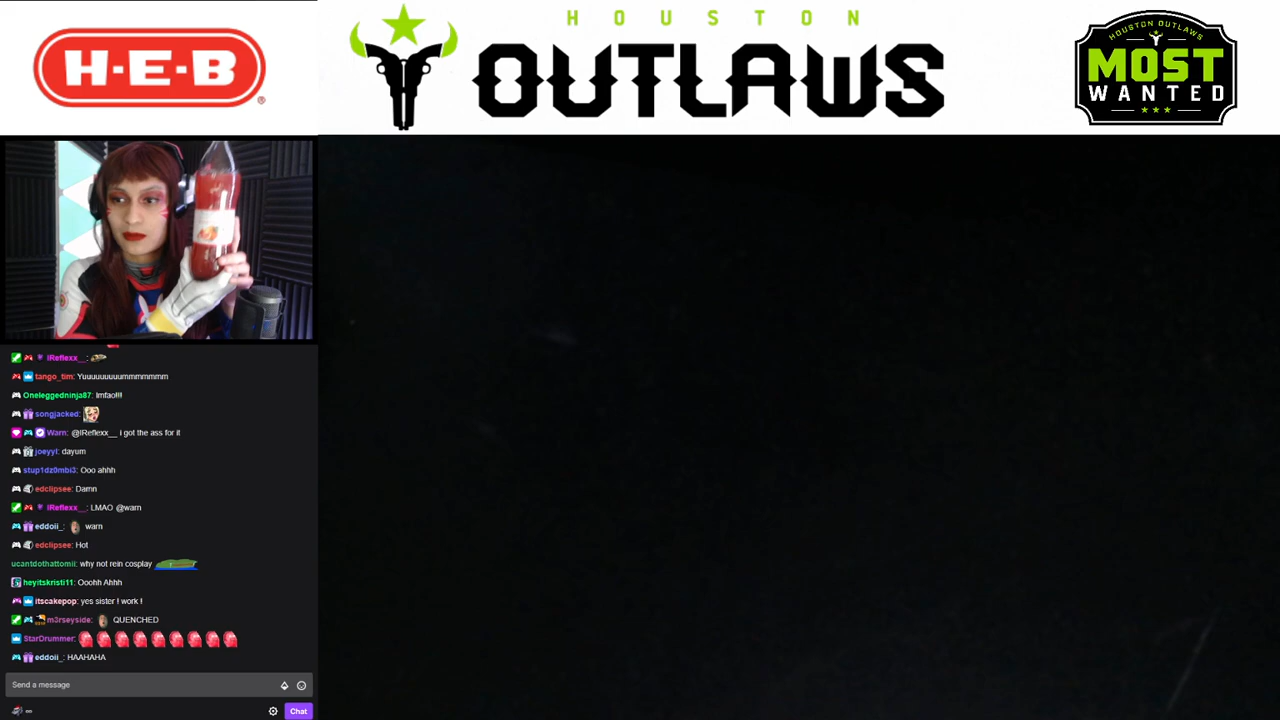 H-E-B
HOUSTON
OUTLAWS
HOUSTON OUTLAWS
MOST
WANTED
IReflexx__:
tango_tim: Yuuuuuuuuummmmmmm
Oneleggedninja87: lmfao!!!
songjacked:
Warn: @IReflexx__ i got the ass for it
joeyyl: dayum
stup1dz0mbi3: Ooo ahhh
edclipsee: Damn
IReflexx__: LMAO @warn
eddoii_: warn
edclipsee: Hot
ucantdothattomii: why not rein cosplay
heyitskristi11: Ooohh Ahhh
itscakepop: yes sister ! work !
m3rseyside: QUENCHED
StarDrummer:
eddoii_: HAAHAHA
Send a message
Chat